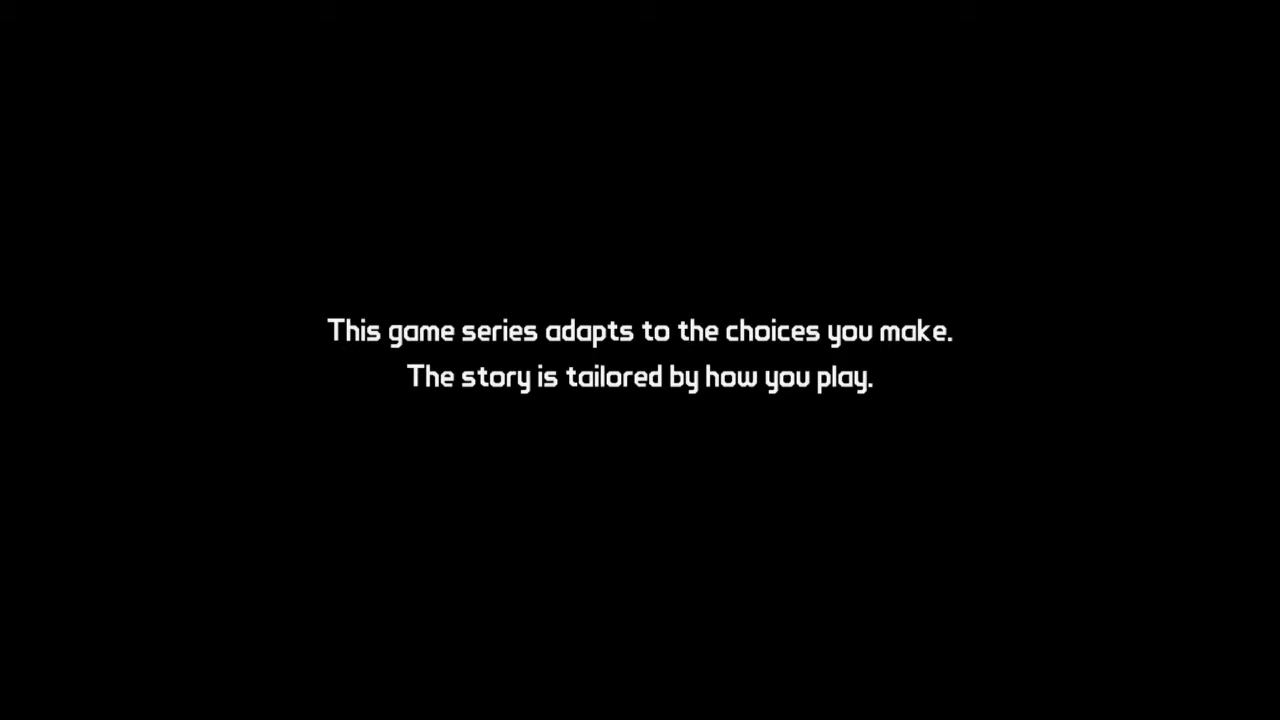 This game series adapts to the choices you make.
The story is tailored by how you play.